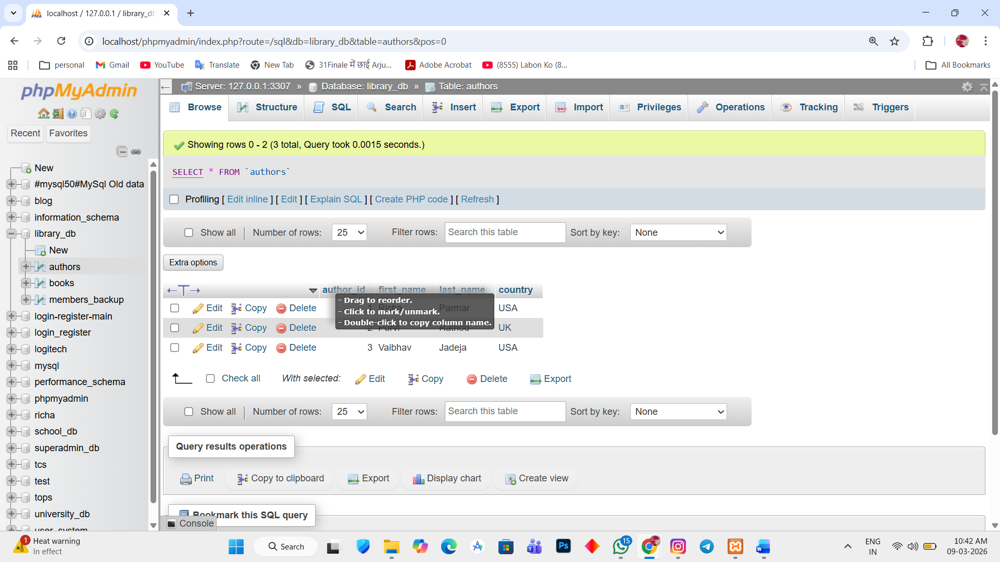 localhost / 127.0.0.1 / library_db
localhost/phpmyadmin/index.php?route=/sql&db=library_db&table=authors&pos=0
personal Gmail YouTube Translate New Tab 31Finale में छाई Arju... Adobe Acrobat (8555) Labon Ko (8... All Bookmarks
phpMyAdmin
Recent Favorites
New
#mysql50#MySql Old data
blog
information_schema
library_db
New
authors
books
members_backup
login-register-main
login_register
logitech
mysql
performance_schema
phpmyadmin
richa
school_db
superadmin_db
tcs
test
tops
university_db
user_system
Server: 127.0.0.1:3307 » Database: library_db » Table: authors
Browse Structure SQL Search Insert Export Import Privileges Operations Tracking Triggers
Showing rows 0 - 2 (3 total, Query took 0.0015 seconds.)
SELECT * FROM `authors`
Profiling [ Edit inline ] [ Edit ] [ Explain SQL ] [ Create PHP code ] [ Refresh ]
Show all Number of rows: 25 Filter rows: Search this table Sort by key: None
Extra options
author_id first_name last_name country
- Drag to reorder.
- Click to mark/unmark.
- Double-click to copy column name.
Edit Copy Delete 1 Richa Parmar USA
Edit Copy Delete 2 Purvi Rathod UK
Edit Copy Delete 3 Vaibhav Jadeja USA
Check all With selected: Edit Copy Delete Export
Show all Number of rows: 25 Filter rows: Search this table Sort by key: None
Query results operations
Print Copy to clipboard Export Display chart Create view
Bookmark this SQL query
Console
1 Heat warning
In effect
Search
Ps
15
ENG
IN
10:42 AM
09-03-2026